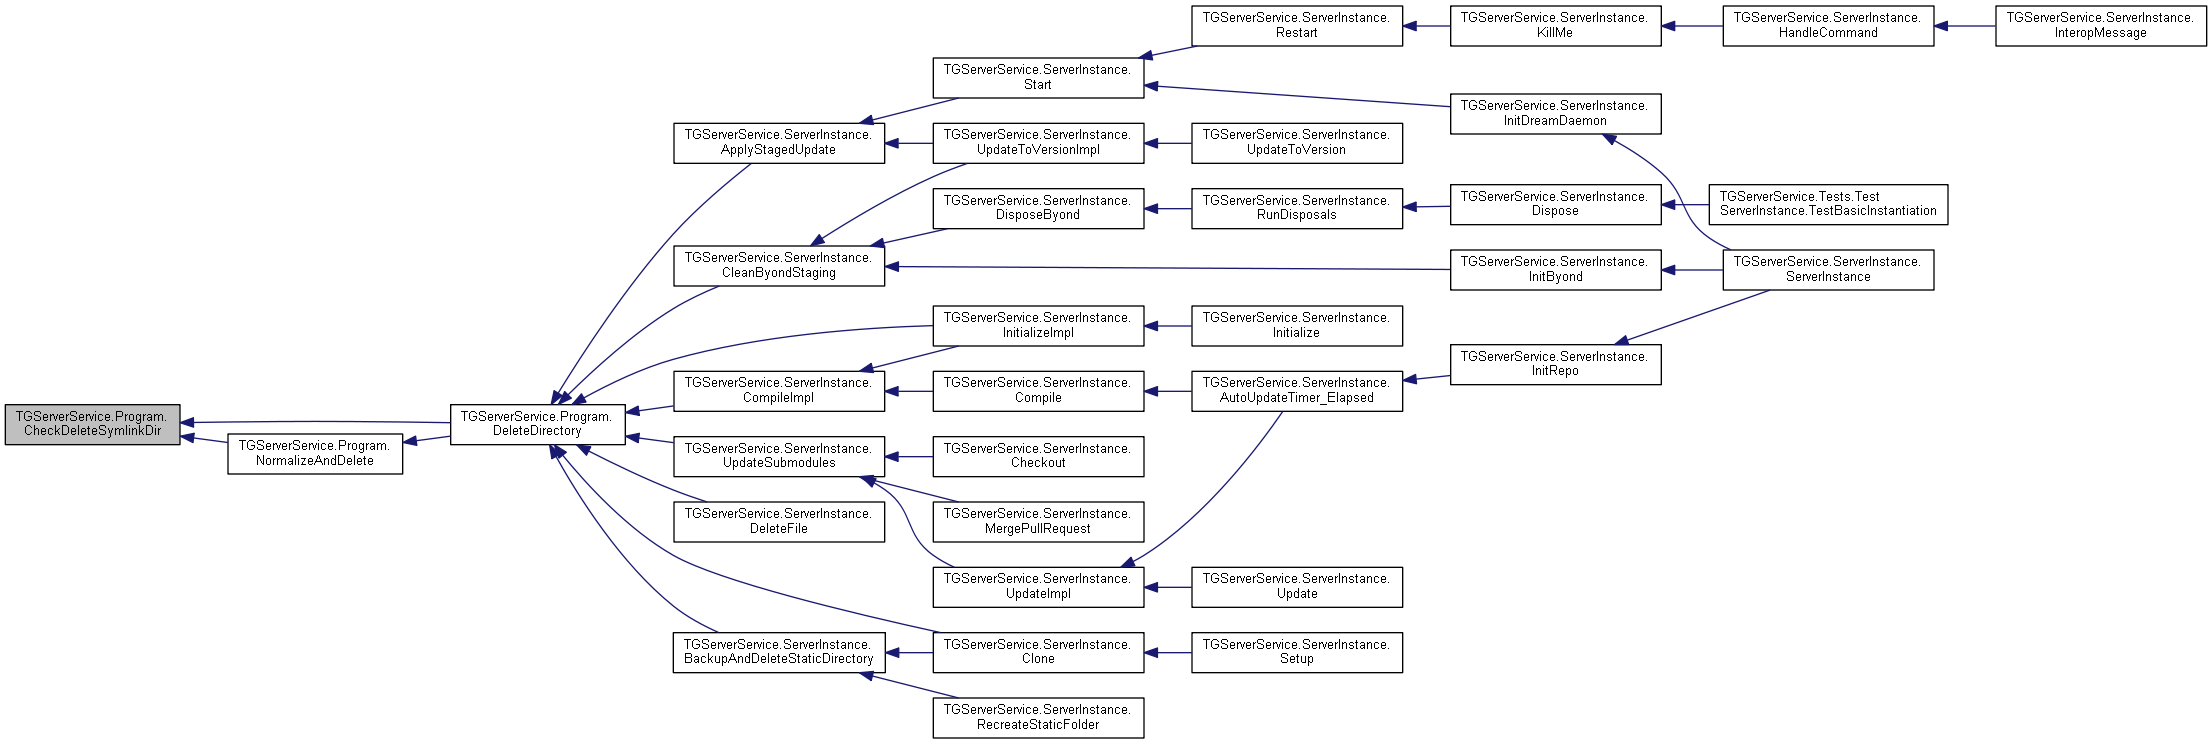 TGServerService.Program.
CheckDeleteSymlinkDir
TGServerService.Program.
NormalizeAndDelete
TGServerService.Program.
DeleteDirectory
TGServerService.ServerInstance.
ApplyStagedUpdate
TGServerService.ServerInstance.
CleanByondStaging
TGServerService.ServerInstance.
CompileImpl
TGServerService.ServerInstance.
UpdateSubmodules
TGServerService.ServerInstance.
DeleteFile
TGServerService.ServerInstance.
BackupAndDeleteStaticDirectory
TGServerService.ServerInstance.
Start
TGServerService.ServerInstance.
UpdateToVersionImpl
TGServerService.ServerInstance.
DisposeByond
TGServerService.ServerInstance.
InitializeImpl
TGServerService.ServerInstance.
Compile
TGServerService.ServerInstance.
Checkout
TGServerService.ServerInstance.
MergePullRequest
TGServerService.ServerInstance.
UpdateImpl
TGServerService.ServerInstance.
Clone
TGServerService.ServerInstance.
RecreateStaticFolder
TGServerService.ServerInstance.
Restart
TGServerService.ServerInstance.
UpdateToVersion
TGServerService.ServerInstance.
RunDisposals
TGServerService.ServerInstance.
Initialize
TGServerService.ServerInstance.
AutoUpdateTimer_Elapsed
TGServerService.ServerInstance.
Update
TGServerService.ServerInstance.
Setup
TGServerService.ServerInstance.
KillMe
TGServerService.ServerInstance.
InitDreamDaemon
TGServerService.ServerInstance.
Dispose
TGServerService.ServerInstance.
InitByond
TGServerService.ServerInstance.
InitRepo
TGServerService.ServerInstance.
HandleCommand
TGServerService.Tests.Test
ServerInstance.TestBasicInstantiation
TGServerService.ServerInstance.
ServerInstance
TGServerService.ServerInstance.
InteropMessage